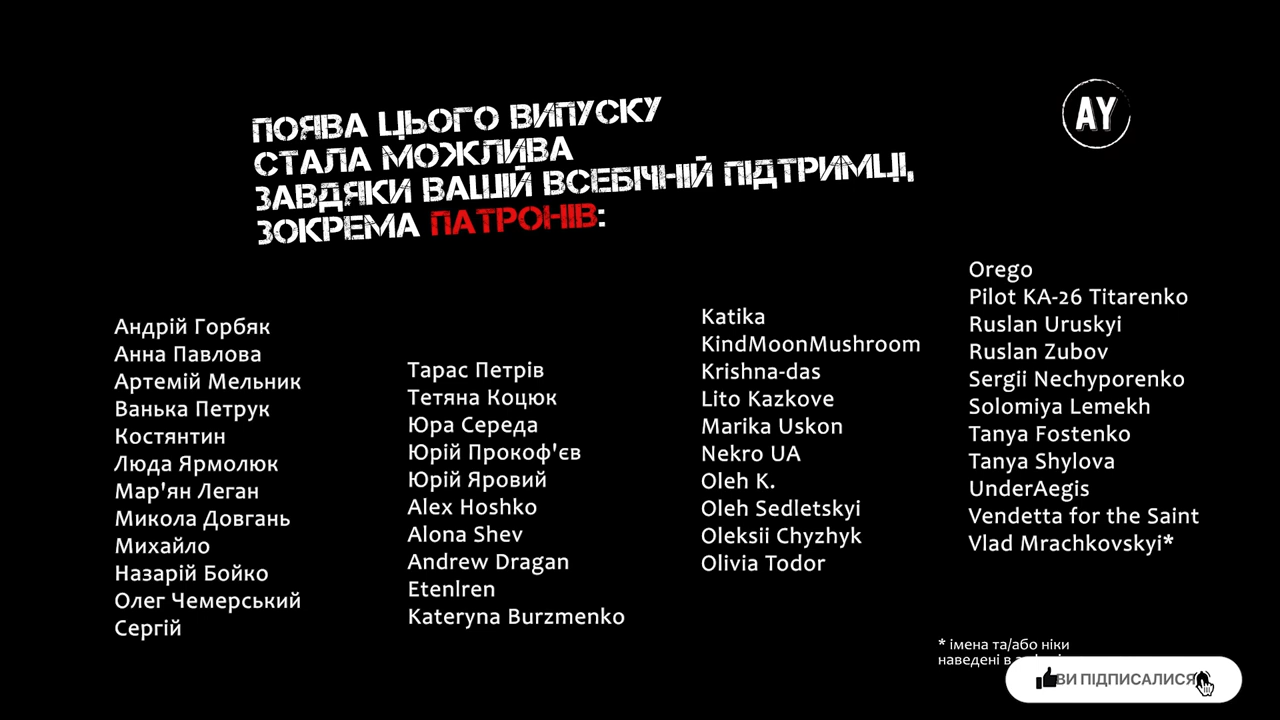 ПОЯВА ЦЬОГО ВИПУСКУ
СТАЛА МОЖЛИВА
ЗАВДЯКИ ВАШІЙ ВСЕБІЧНІЙ ПІДТРИМЦІ,
ЗОКРЕМА ПАТРОНІВ:
AY
Андрій Горбяк
Анна Павлова
Артемій Мельник
Ванька Петрук
Костянтин
Люда Ярмолюк
Мар'ян Леган
Микола Довгань
Михайло
Назарій Бойко
Олег Чемерський
Сергій
Тарас Петрів
Тетяна Коцюк
Юра Середа
Юрій Прокоф'єв
Юрій Яровий
Alex Hoshko
Alona Shev
Andrew Dragan
Etenlren
Kateryna Burzmenko
Katika
KindMoonMushroom
Krishna-das
Lito Kazkove
Marika Uskon
Nekro UA
Oleh K.
Oleh Sedletskyi
Oleksii Chyzhyk
Olivia Todor
Orego
Pilot KA-26 Titarenko
Ruslan Uruskyi
Ruslan Zubov
Sergii Nechyporenko
Solomiya Lemekh
Tanya Fostenko
Tanya Shylova
UnderAegis
Vendetta for the Saint
Vlad Mrachkovskyi*
* імена та/або ніки
наведені в
ВИ ПІДПИСАЛИСЯ